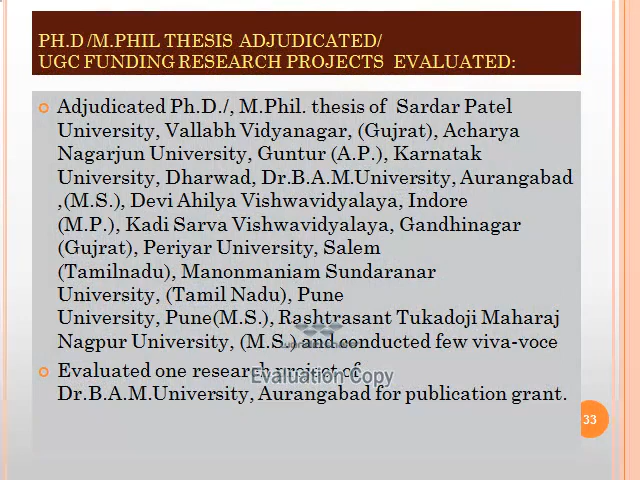 PH.D /M.PHIL THESIS ADJUDICATED/
UGC FUNDING RESEARCH PROJECTS EVALUATED:
Adjudicated Ph.D./, M.Phil. thesis of Sardar Patel
University, Vallabh Vidyanagar, (Gujrat), Acharya
Nagarjun University, Guntur (A.P.), Karnatak
University, Dharwad, Dr.B.A.M.University, Aurangabad
,(M.S.), Devi Ahilya Vishwavidyalaya, Indore
(M.P.), Kadi Sarva Vishwavidyalaya, Gandhinagar
(Gujrat), Periyar University, Salem
(Tamilnadu), Manonmaniam Sundaranar
University, (Tamil Nadu), Pune
University, Pune(M.S.), Rashtrasant Tukadoji Maharaj
Nagpur University, (M.S.) and conducted few viva-voce
Evaluated one research project of
Evaluation Copy
Dr.B.A.M.University, Aurangabad for publication grant.
33